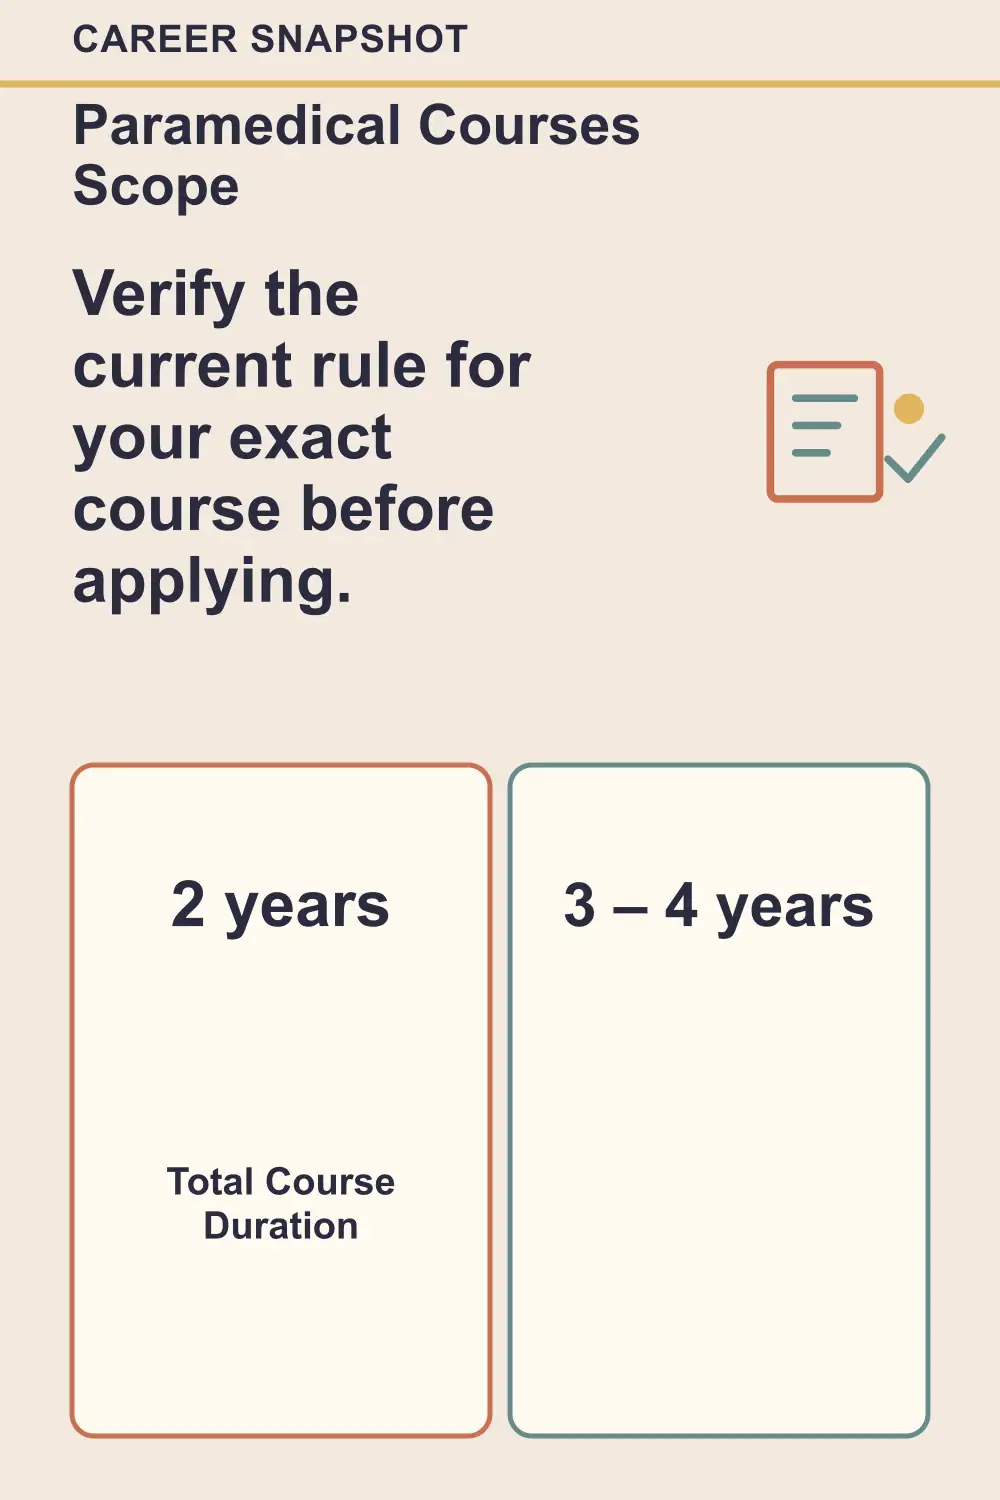 CAREER SNAPSHOT
Paramedical Courses
Scope
Verify the
current rule for
your exact
course before
applying.
2 years
Total Course
Duration
3 – 4 years